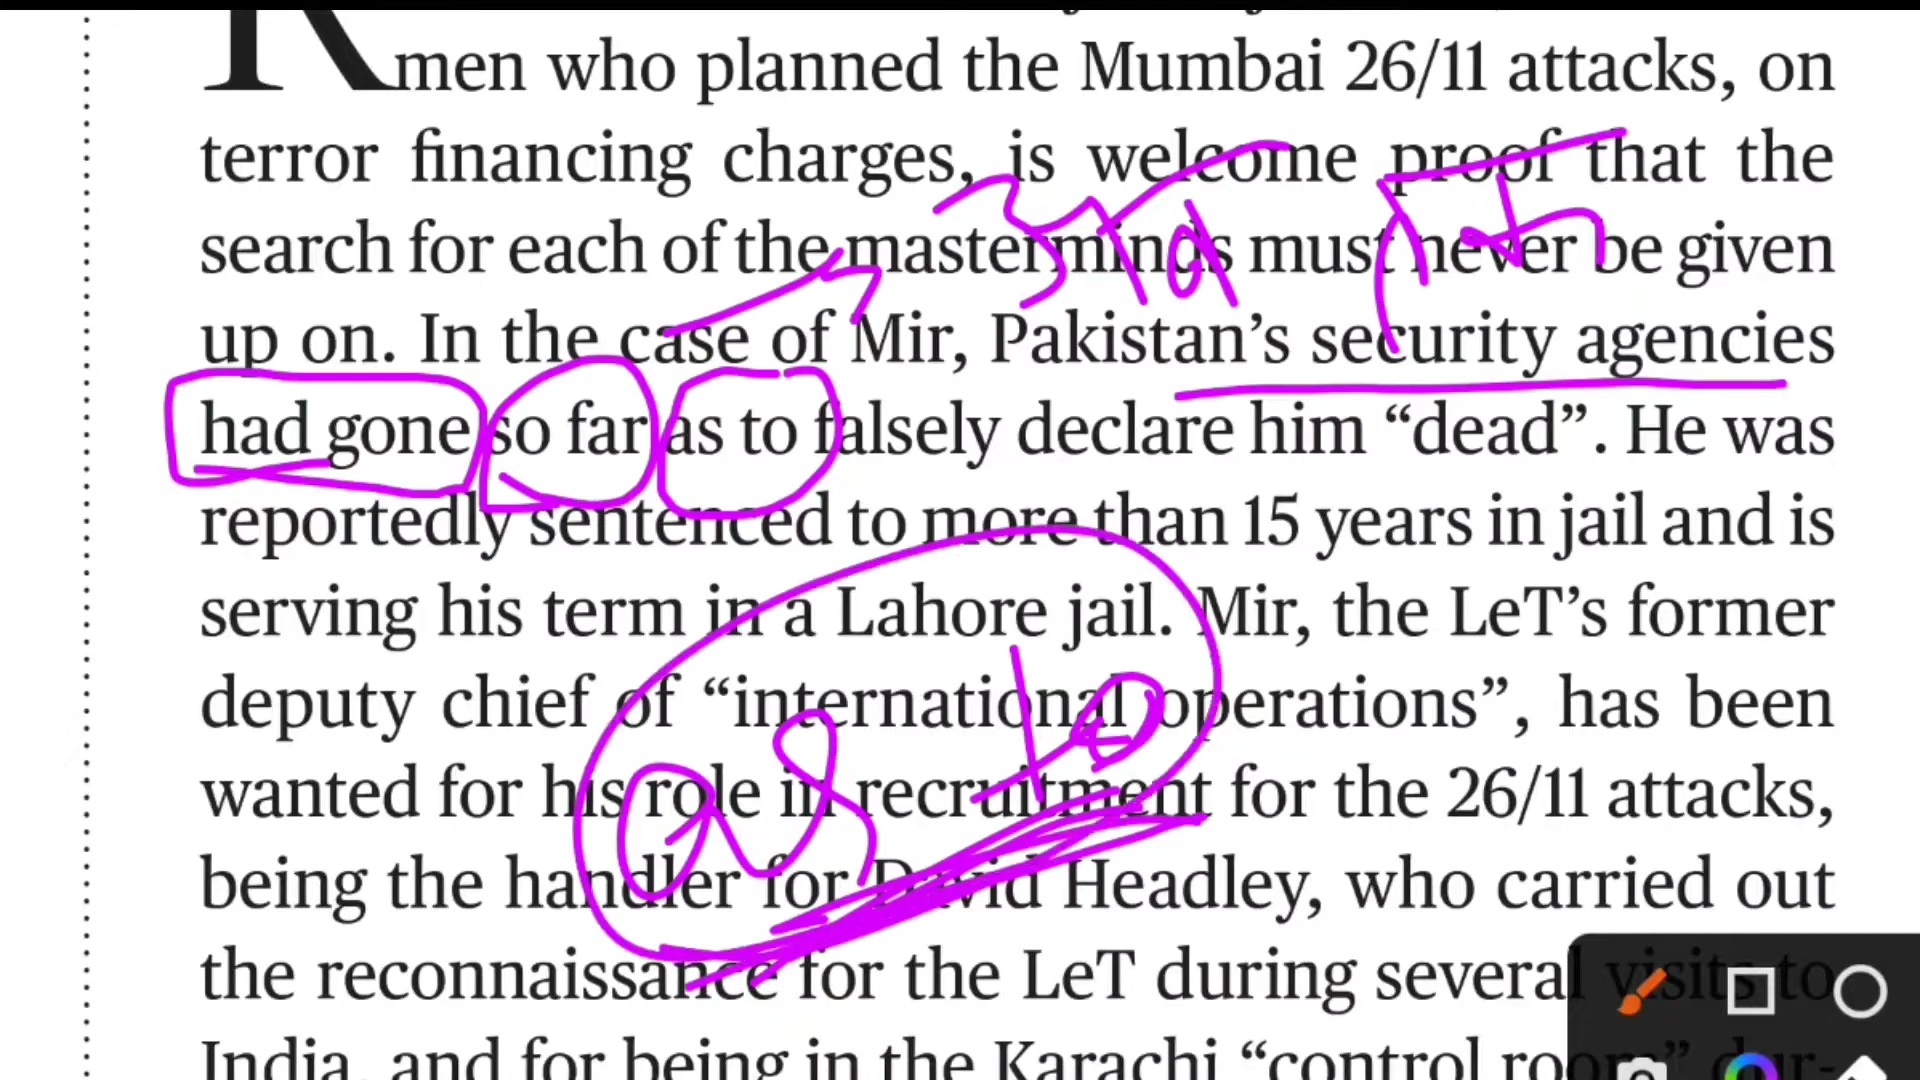 men who planned the Mumbai 26/11 attacks, on
terror financing charges, is welcome proof that the
search for each of the masterminds must never be given
up on. In the case of Mir, Pakistan's security agencies
had gone so far as to falsely declare him “dead”. He was
reportedly sentenced to more than 15 years in jail and is
serving his term in a Lahore jail. Mir, the LeT's former
deputy chief of “international operations”, has been
wanted for his role in recruitment for the 26/11 attacks,
as to
being the handler for David Headley, who carried out
the reconnaissance for the LeT during several visits to
India, and for being in the Karachi “control room” dur-